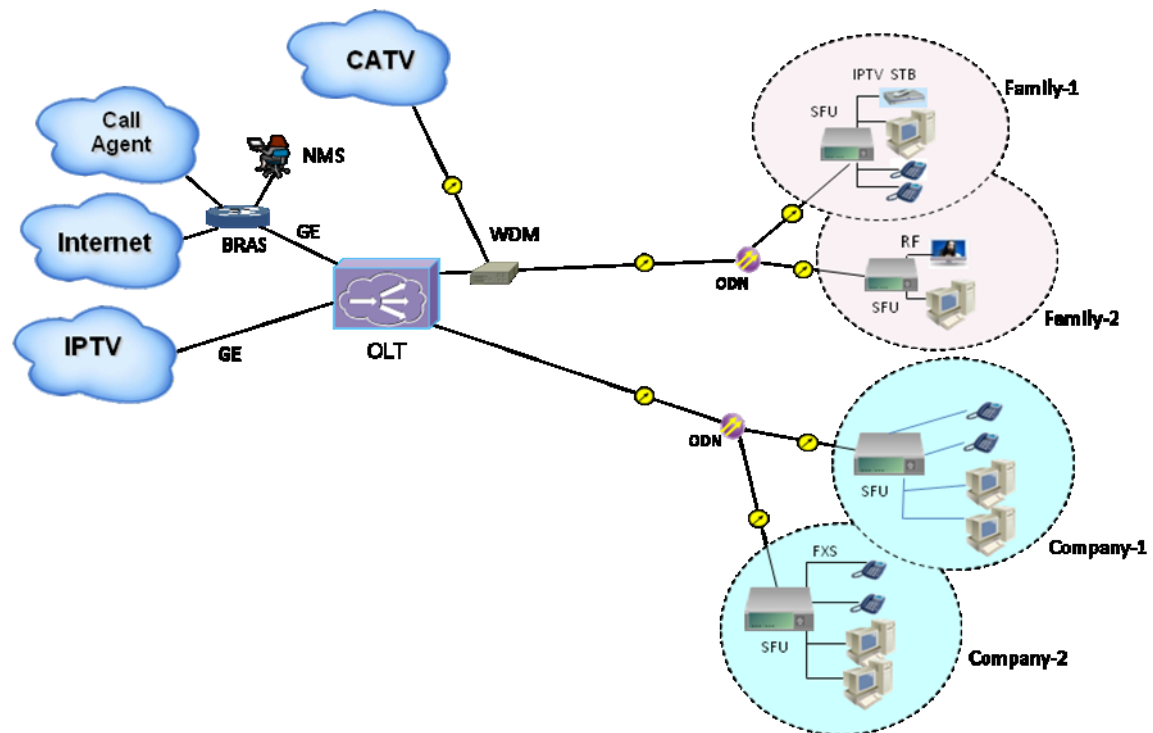 CATV
Call
Agent
NMS
Internet
BRAS
GE
WDM
IPTV
GE
OLT
ODN
IPTV STB
SFU
Family-1
RF
SFU
Family-2
ODN
SFU
Company-1
FXS
SFU
Company-2